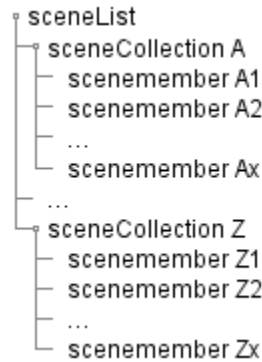 sceneList
sceneCollection A
scenemember A1
scenemember A2
...
scenemember Ax
...
sceneCollection Z
scenemember Z1
scenemember Z2
...
scenemember Zx